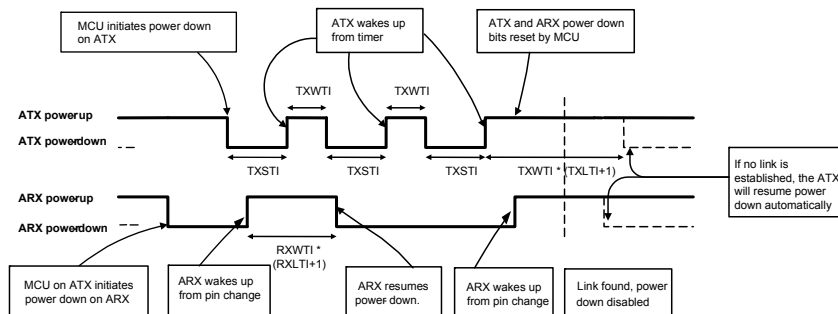 MCU initiates power down
on ATX
ATX wakes up
from timer
ATX and ARX power down
bits reset by MCU
TXWTI
TXWTI
ATX powerup
ATX powerdown
TXSTI
TXSTI
TXSTI
TXWTI * (TXLTI+1)
If no link is
established, the ATX
will resume power
down automatically
ARX powerup
ARX powerdown
RXWTI *
(RXLTI+1)
MCU on ATX initiates
power down on ARX
ARX wakes up
from pin change
ARX resumes
power down.
ARX wakes up
from pin change
Link found, power
down disabled